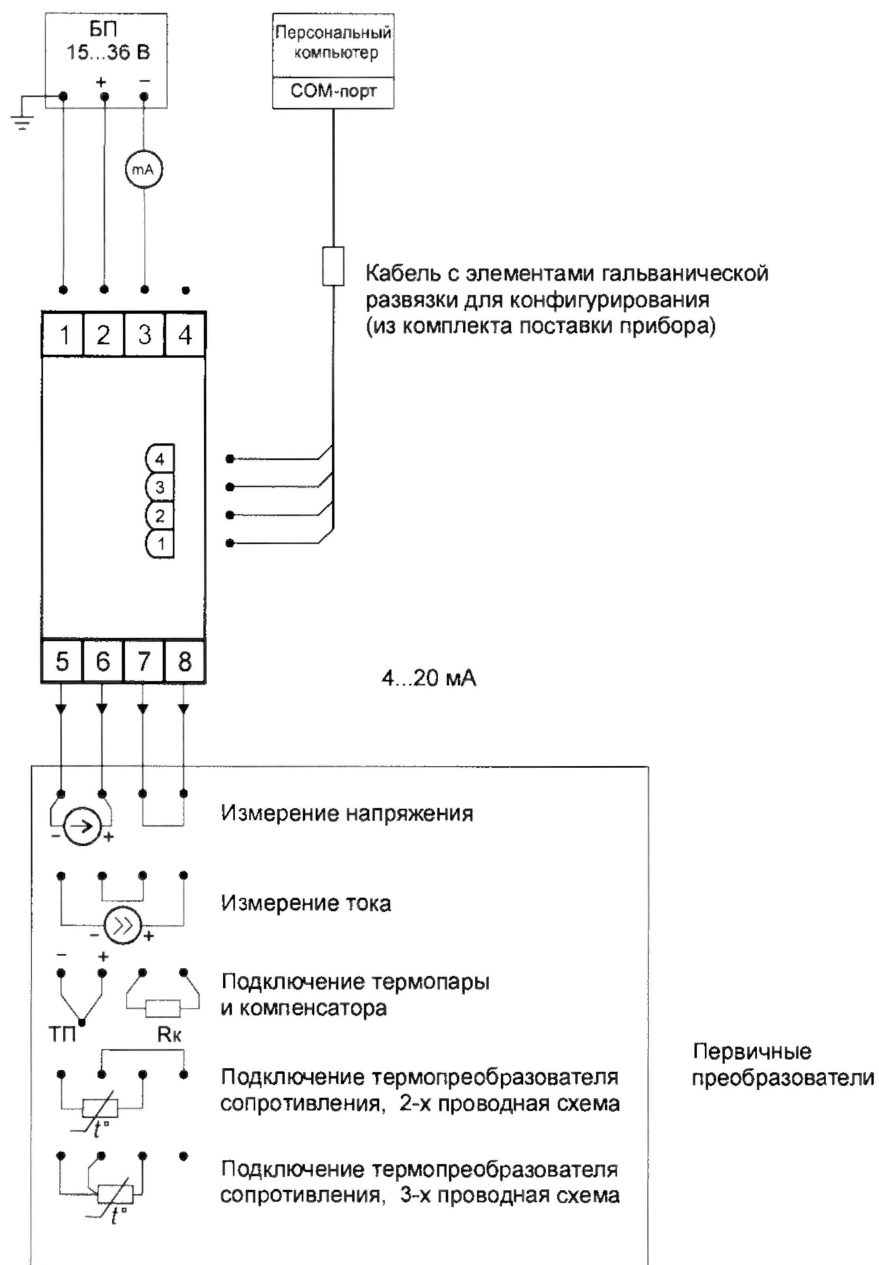 БП
15...36 В
+ −
Персональный
компьютер
COM-порт
mA
Кабель с элементами гальванической
развязки для конфигурирования
(из комплекта поставки прибора)
1 2 3 4
4
3
2
1
5 6 7 8
4...20 мА
− +
Измерение напряжения
− +
Измерение тока
− +
Подключение термопары
и компенсатора
ТП Rк
Первичные
преобразователи
Подключение термопреобразователя
сопротивления, 2-х проводная схема
t°
Подключение термопреобразователя
сопротивления, 3-х проводная схема
t°